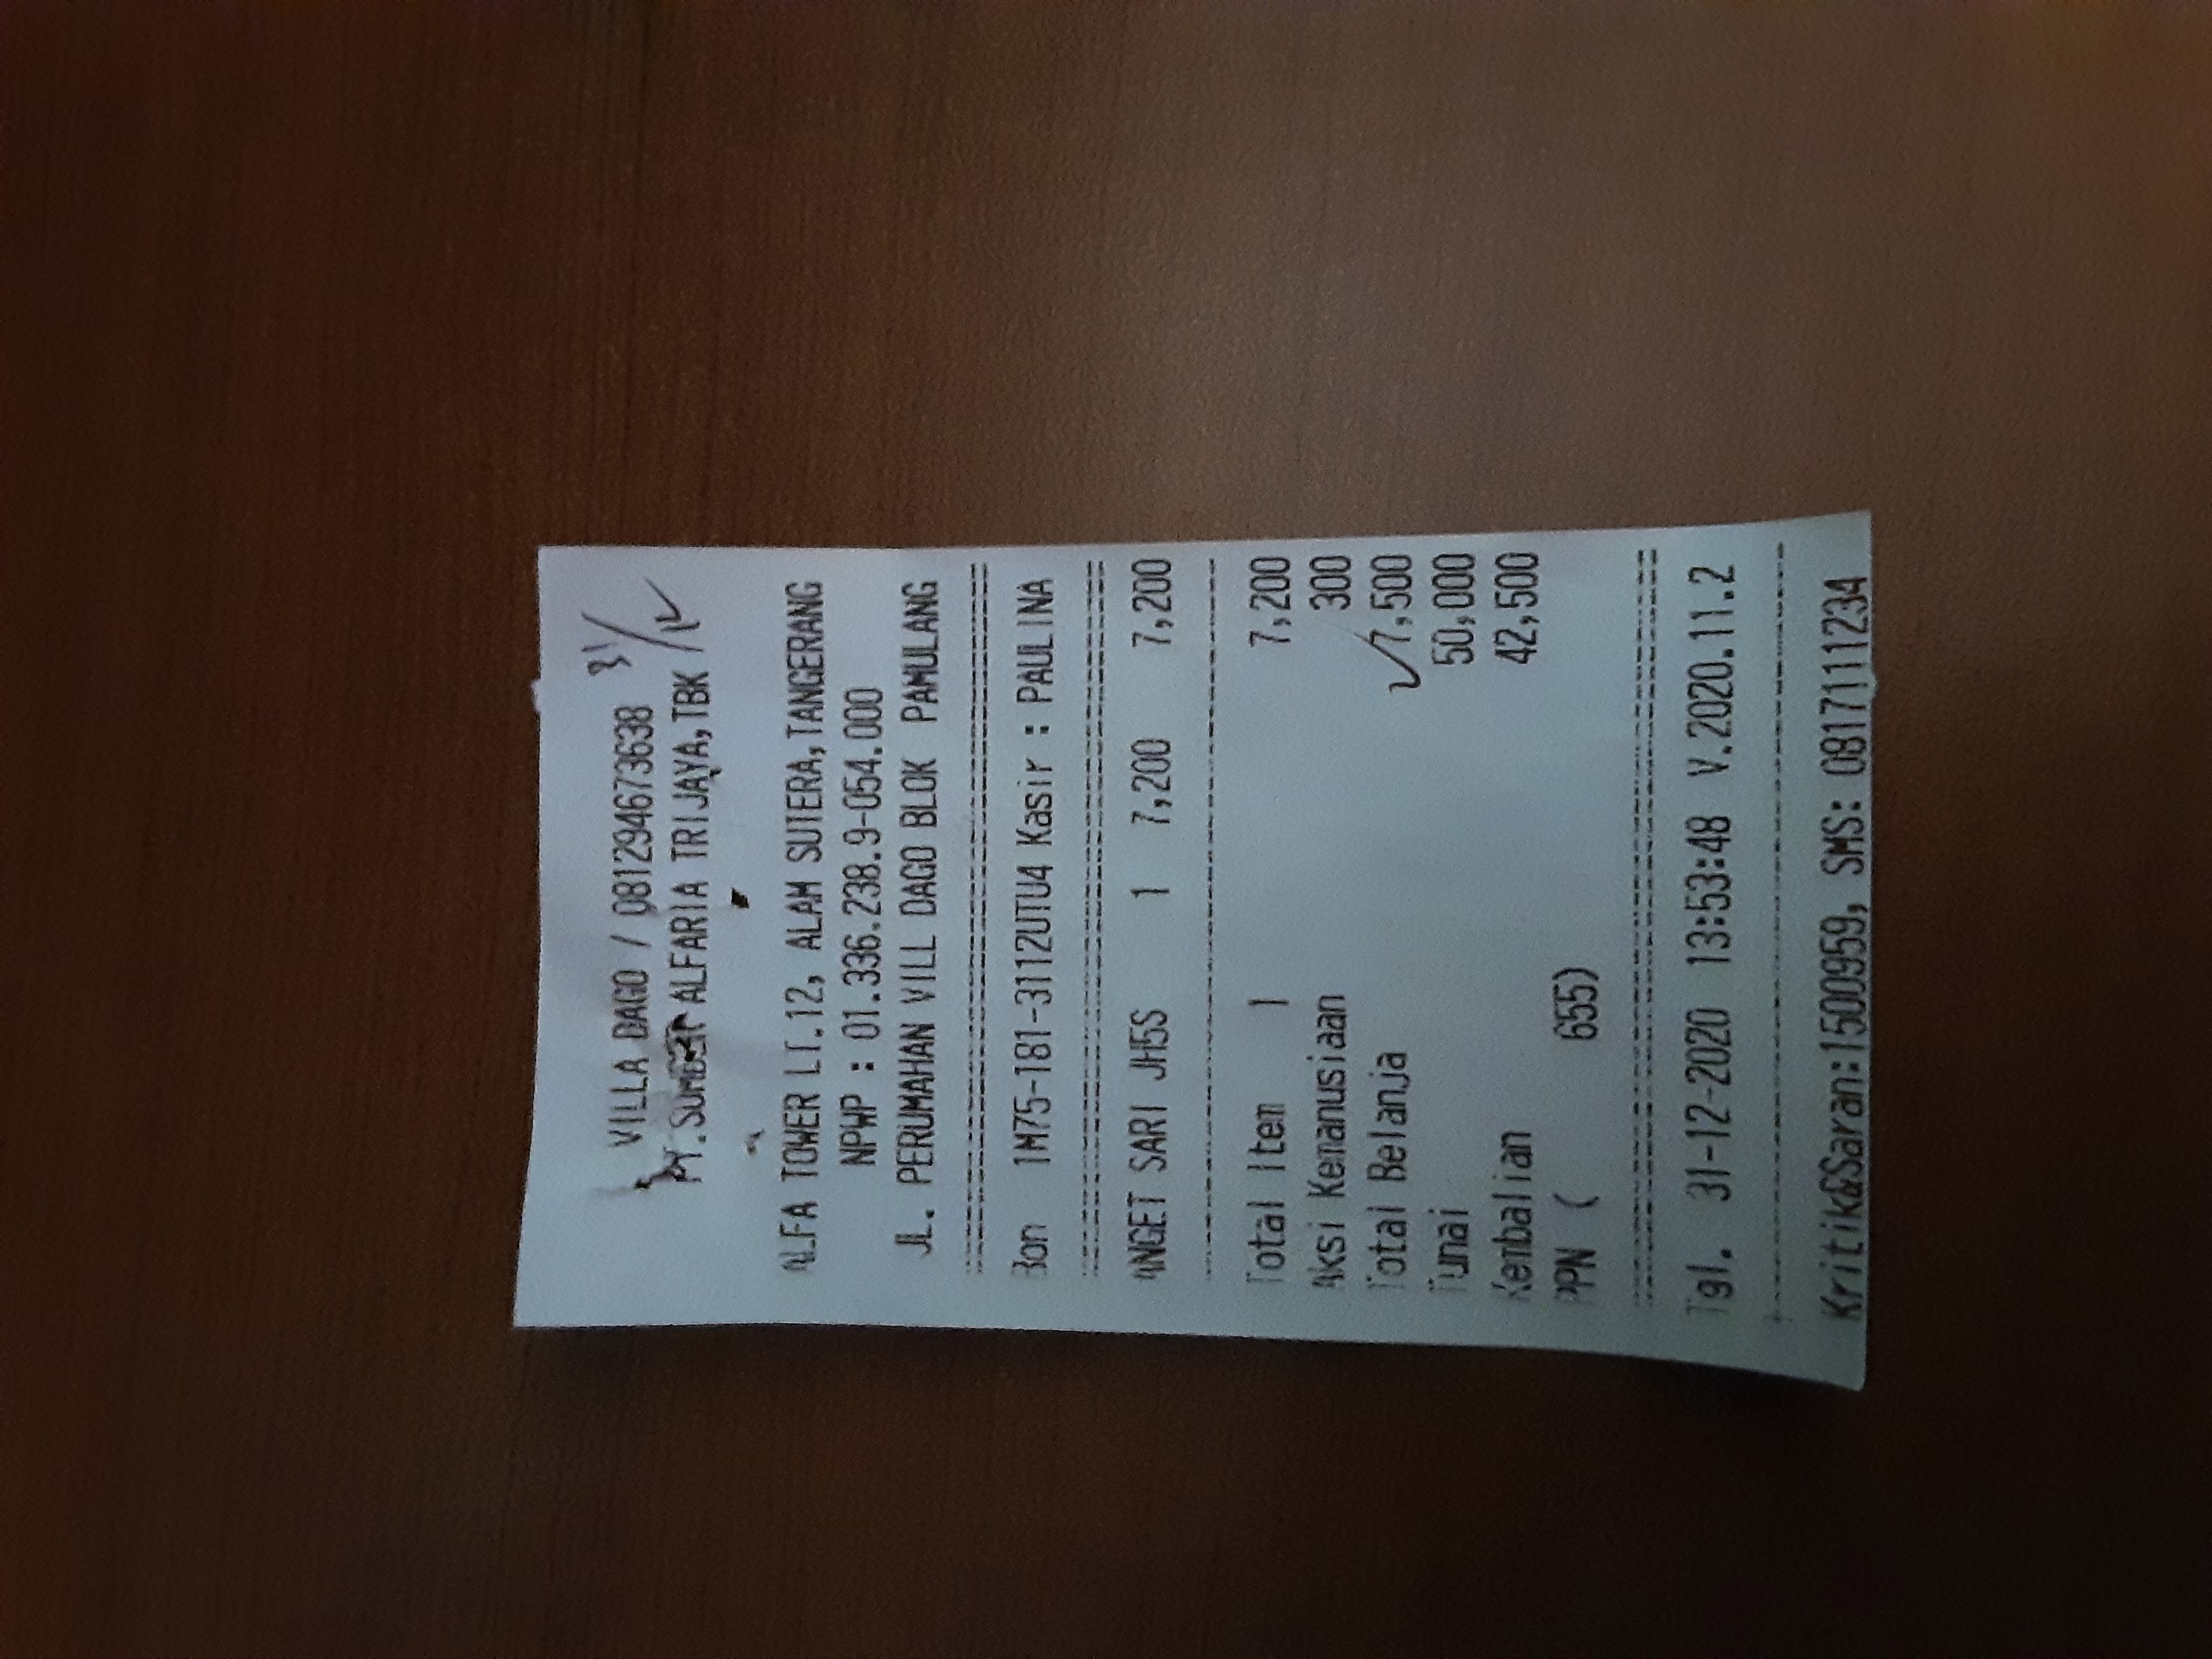 VILLA DAGO / 081294673638 31/12
PT.SUMBER ALFARIA TRIJAYA,TBK
ALFA TOWER LT.12, ALAM SUTERA,TANGERANG
NPWP : 01.336.238.9-054.000
JL. PERUMAHAN VILL DAGO BLOK PAMULANG
Bon 1M75-181-3112UTU4 Kasir : PAULINA
ANGET SARI JH5S 1 7,200 7,200
Total Item 1 7,200
Aksi Kemanusiaan 300
Total Belanja 7,500
Tunai 50,000
Kembalian 42,500
PPN ( 655)
Tgl. 31-12-2020 13:53:48 V.2020.11.2
Kritik&Saran:1500959, SMS: 08171111234